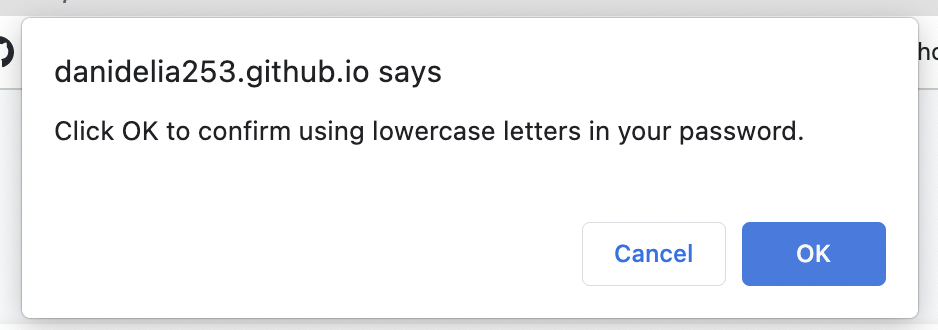 danidelia253.github.io says
Click OK to confirm using lowercase letters in your password.
Cancel
OK